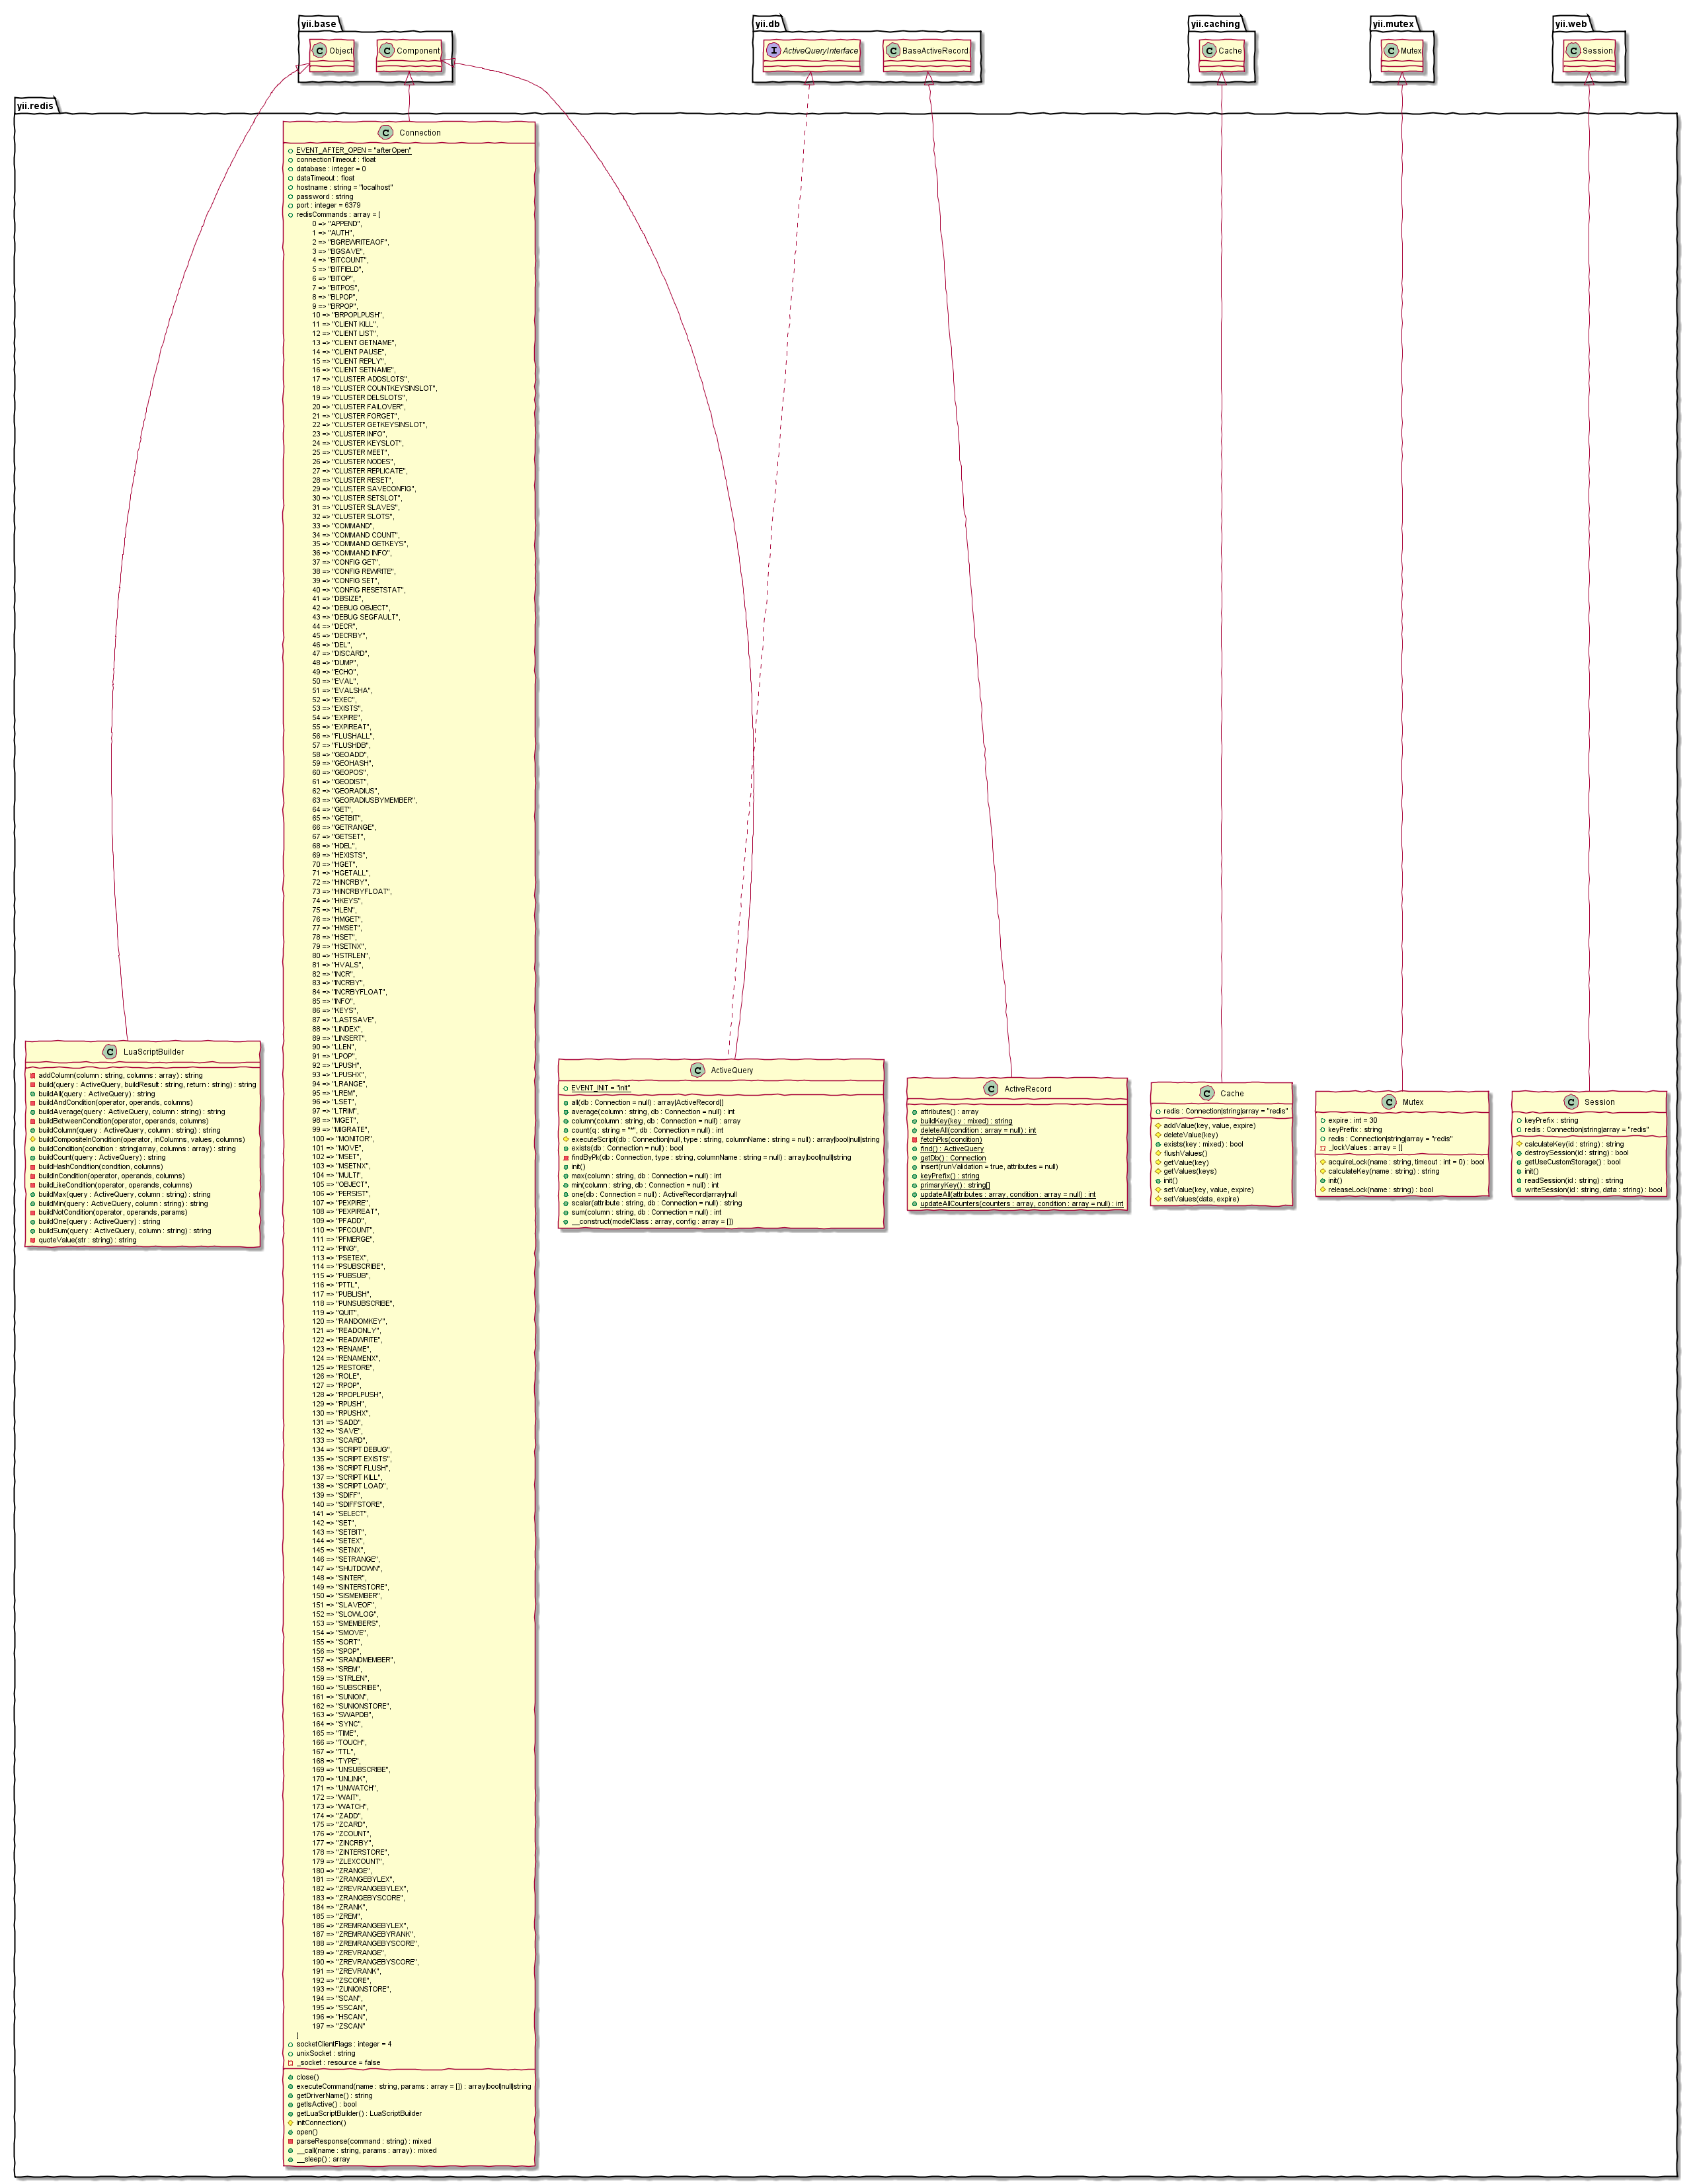 yii.base
Object
Component
yii.db
ActiveQueryInterface
BaseActiveRecord
yii.caching
Cache
yii.mutex
Mutex
yii.web
Session
yii.redis
Connection
EVENT_AFTER_OPEN = "afterOpen"
connectionTimeout : float
database : integer = 0
dataTimeout : float
hostname : string = "localhost"
password : string
port : integer = 6379
redisCommands : array = [
0 => "APPEND",
1 => "AUTH",
2 => "BGREWRITEAOF",
3 => "BGSAVE",
4 => "BITCOUNT",
5 => "BITFIELD",
6 => "BITOP",
7 => "BITPOS",
8 => "BLPOP",
9 => "BRPOP",
10 => "BRPOPLPUSH",
11 => "CLIENT KILL",
12 => "CLIENT LIST",
13 => "CLIENT GETNAME",
14 => "CLIENT PAUSE",
15 => "CLIENT REPLY",
16 => "CLIENT SETNAME",
17 => "CLUSTER ADDSLOTS",
18 => "CLUSTER COUNTKEYSINSLOT",
19 => "CLUSTER DELSLOTS",
20 => "CLUSTER FAILOVER",
21 => "CLUSTER FORGET",
22 => "CLUSTER GETKEYSINSLOT",
23 => "CLUSTER INFO",
24 => "CLUSTER KEYSLOT",
25 => "CLUSTER MEET",
26 => "CLUSTER NODES",
27 => "CLUSTER REPLICATE",
28 => "CLUSTER RESET",
29 => "CLUSTER SAVECONFIG",
30 => "CLUSTER SETSLOT",
31 => "CLUSTER SLAVES",
32 => "CLUSTER SLOTS",
33 => "COMMAND",
34 => "COMMAND COUNT",
35 => "COMMAND GETKEYS",
36 => "COMMAND INFO",
37 => "CONFIG GET",
38 => "CONFIG REWRITE",
39 => "CONFIG SET",
40 => "CONFIG RESETSTAT",
41 => "DBSIZE",
42 => "DEBUG OBJECT",
43 => "DEBUG SEGFAULT",
44 => "DECR",
45 => "DECRBY",
46 => "DEL",
47 => "DISCARD",
48 => "DUMP",
49 => "ECHO",
50 => "EVAL",
51 => "EVALSHA",
52 => "EXEC",
53 => "EXISTS",
54 => "EXPIRE",
55 => "EXPIREAT",
56 => "FLUSHALL",
57 => "FLUSHDB",
58 => "GEOADD",
59 => "GEOHASH",
60 => "GEOPOS",
61 => "GEODIST",
62 => "GEORADIUS",
63 => "GEORADIUSBYMEMBER",
64 => "GET",
65 => "GETBIT",
66 => "GETRANGE",
67 => "GETSET",
68 => "HDEL",
69 => "HEXISTS",
70 => "HGET",
71 => "HGETALL",
72 => "HINCRBY",
73 => "HINCRBYFLOAT",
74 => "HKEYS",
75 => "HLEN",
76 => "HMGET",
77 => "HMSET",
78 => "HSET",
79 => "HSETNX",
80 => "HSTRLEN",
81 => "HVALS",
82 => "INCR",
83 => "INCRBY",
84 => "INCRBYFLOAT",
85 => "INFO",
86 => "KEYS",
87 => "LASTSAVE",
88 => "LINDEX",
89 => "LINSERT",
90 => "LLEN",
91 => "LPOP",
92 => "LPUSH",
93 => "LPUSHX",
94 => "LRANGE",
95 => "LREM",
96 => "LSET",
97 => "LTRIM",
98 => "MGET",
99 => "MIGRATE",
100 => "MONITOR",
101 => "MOVE",
102 => "MSET",
103 => "MSETNX",
104 => "MULTI",
105 => "OBJECT",
106 => "PERSIST",
107 => "PEXPIRE",
108 => "PEXPIREAT",
109 => "PFADD",
110 => "PFCOUNT",
111 => "PFMERGE",
112 => "PING",
113 => "PSETEX",
114 => "PSUBSCRIBE",
115 => "PUBSUB",
116 => "PTTL",
117 => "PUBLISH",
118 => "PUNSUBSCRIBE",
119 => "QUIT",
120 => "RANDOMKEY",
121 => "READONLY",
122 => "READWRITE",
123 => "RENAME",
124 => "RENAMENX",
125 => "RESTORE",
126 => "ROLE",
127 => "RPOP",
128 => "RPOPLPUSH",
129 => "RPUSH",
130 => "RPUSHX",
131 => "SADD",
132 => "SAVE",
133 => "SCARD",
134 => "SCRIPT DEBUG",
135 => "SCRIPT EXISTS",
136 => "SCRIPT FLUSH",
137 => "SCRIPT KILL",
138 => "SCRIPT LOAD",
139 => "SDIFF",
140 => "SDIFFSTORE",
141 => "SELECT",
142 => "SET",
143 => "SETBIT",
144 => "SETEX",
145 => "SETNX",
146 => "SETRANGE",
147 => "SHUTDOWN",
148 => "SINTER",
149 => "SINTERSTORE",
150 => "SISMEMBER",
151 => "SLAVEOF",
152 => "SLOWLOG",
153 => "SMEMBERS",
154 => "SMOVE",
155 => "SORT",
156 => "SPOP",
157 => "SRANDMEMBER",
158 => "SREM",
159 => "STRLEN",
160 => "SUBSCRIBE",
161 => "SUNION",
162 => "SUNIONSTORE",
163 => "SWAPDB",
164 => "SYNC",
165 => "TIME",
166 => "TOUCH",
167 => "TTL",
168 => "TYPE",
169 => "UNSUBSCRIBE",
170 => "UNLINK",
171 => "UNWATCH",
172 => "WAIT",
173 => "WATCH",
174 => "ZADD",
175 => "ZCARD",
176 => "ZCOUNT",
177 => "ZINCRBY",
178 => "ZINTERSTORE",
179 => "ZLEXCOUNT",
180 => "ZRANGE",
181 => "ZRANGEBYLEX",
182 => "ZREVRANGEBYLEX",
183 => "ZRANGEBYSCORE",
184 => "ZRANK",
185 => "ZREM",
186 => "ZREMRANGEBYLEX",
187 => "ZREMRANGEBYRANK",
188 => "ZREMRANGEBYSCORE",
189 => "ZREVRANGE",
190 => "ZREVRANGEBYSCORE",
191 => "ZREVRANK",
192 => "ZSCORE",
193 => "ZUNIONSTORE",
194 => "SCAN",
195 => "SSCAN",
196 => "HSCAN",
197 => "ZSCAN"
]
socketClientFlags : integer = 4
unixSocket : string
_socket : resource = false
close()
executeCommand(name : string, params : array = []) : array|bool|null|string
getDriverName() : string
getIsActive() : bool
getLuaScriptBuilder() : LuaScriptBuilder
initConnection()
open()
parseResponse(command : string) : mixed
__call(name : string, params : array) : mixed
__sleep() : array
LuaScriptBuilder
addColumn(column : string, columns : array) : string
build(query : ActiveQuery, buildResult : string, return : string) : string
buildAll(query : ActiveQuery) : string
buildAndCondition(operator, operands, columns)
buildAverage(query : ActiveQuery, column : string) : string
buildBetweenCondition(operator, operands, columns)
buildColumn(query : ActiveQuery, column : string) : string
buildCompositeInCondition(operator, inColumns, values, columns)
buildCondition(condition : string|array, columns : array) : string
buildCount(query : ActiveQuery) : string
buildHashCondition(condition, columns)
buildInCondition(operator, operands, columns)
buildLikeCondition(operator, operands, columns)
buildMax(query : ActiveQuery, column : string) : string
buildMin(query : ActiveQuery, column : string) : string
buildNotCondition(operator, operands, params)
buildOne(query : ActiveQuery) : string
buildSum(query : ActiveQuery, column : string) : string
quoteValue(str : string) : string
ActiveQuery
EVENT_INIT = "init"
all(db : Connection = null) : array|ActiveRecord[]
average(column : string, db : Connection = null) : int
column(column : string, db : Connection = null) : array
count(q : string = "*", db : Connection = null) : int
executeScript(db : Connection|null, type : string, columnName : string = null) : array|bool|null|string
exists(db : Connection = null) : bool
findByPk(db : Connection, type : string, columnName : string = null) : array|bool|null|string
init()
max(column : string, db : Connection = null) : int
min(column : string, db : Connection = null) : int
one(db : Connection = null) : ActiveRecord|array|null
scalar(attribute : string, db : Connection = null) : string
sum(column : string, db : Connection = null) : int
__construct(modelClass : array, config : array = [])
ActiveRecord
attributes() : array
buildKey(key : mixed) : string
deleteAll(condition : array = null) : int
fetchPks(condition)
find() : ActiveQuery
getDb() : Connection
insert(runValidation = true, attributes = null)
keyPrefix() : string
primaryKey() : string[]
updateAll(attributes : array, condition : array = null) : int
updateAllCounters(counters : array, condition : array = null) : int
Cache
redis : Connection|string|array = "redis"
addValue(key, value, expire)
deleteValue(key)
exists(key : mixed) : bool
flushValues()
getValue(key)
getValues(keys)
init()
setValue(key, value, expire)
setValues(data, expire)
Mutex
expire : int = 30
keyPrefix : string
redis : Connection|string|array = "redis"
_lockValues : array = []
acquireLock(name : string, timeout : int = 0) : bool
calculateKey(name : string) : string
init()
releaseLock(name : string) : bool
Session
keyPrefix : string
redis : Connection|string|array = "redis"
calculateKey(id : string) : string
destroySession(id : string) : bool
getUseCustomStorage() : bool
init()
readSession(id : string) : string
writeSession(id : string, data : string) : bool